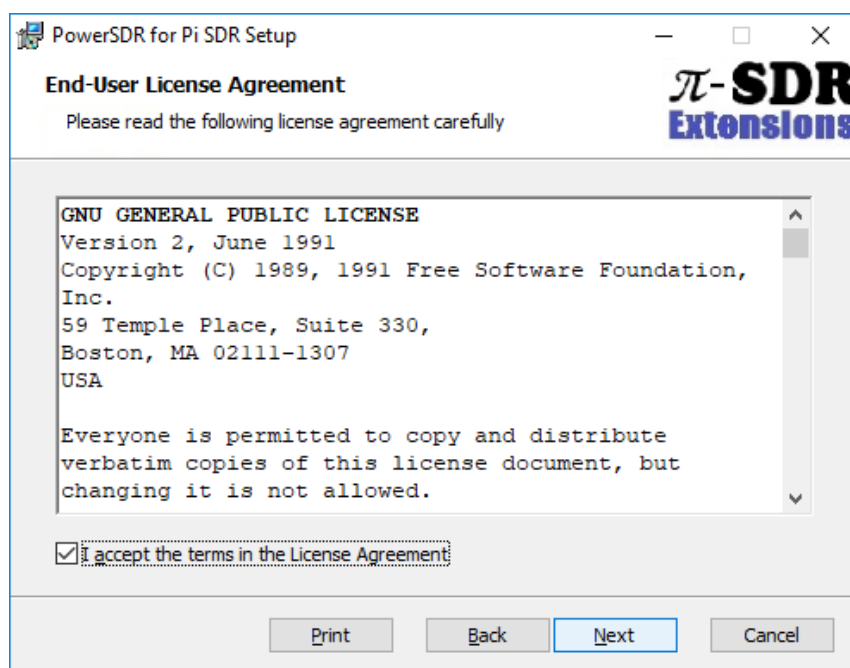 PowerSDR for Pi SDR Setup
End-User License Agreement
Please read the following license agreement carefully
π-SDR
Extensions
GNU GENERAL PUBLIC LICENSE
Version 2, June 1991
Copyright (C) 1989, 1991 Free Software Foundation,
Inc.
59 Temple Place, Suite 330,
Boston, MA 02111-1307
USA
Everyone is permitted to copy and distribute
verbatim copies of this license document, but
changing it is not allowed.
I accept the terms in the License Agreement
Print Back Next Cancel